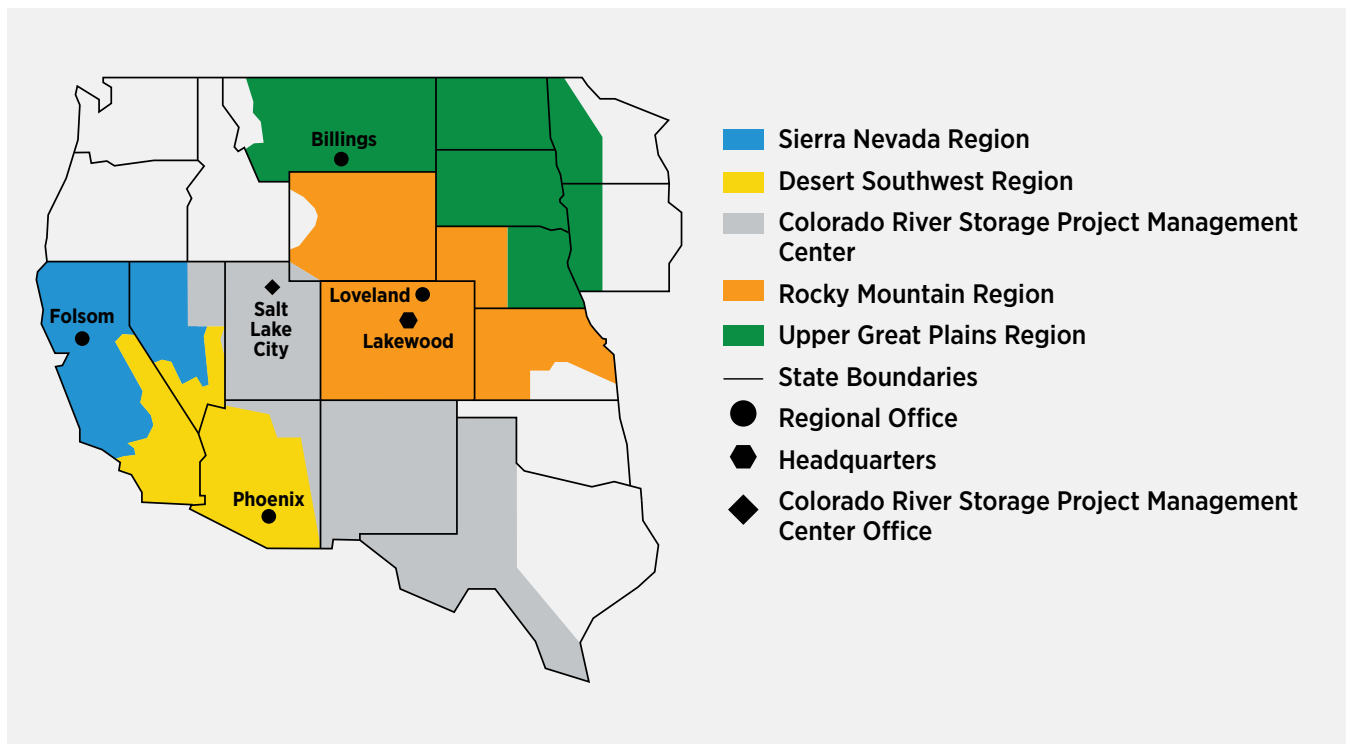 Billings
Folsom
Salt
Lake
City
Loveland
Lakewood
Phoenix
Sierra Nevada Region
Desert Southwest Region
Colorado River Storage Project Management
Center
Rocky Mountain Region
Upper Great Plains Region
State Boundaries
Regional Office
Headquarters
Colorado River Storage Project Management
Center Office